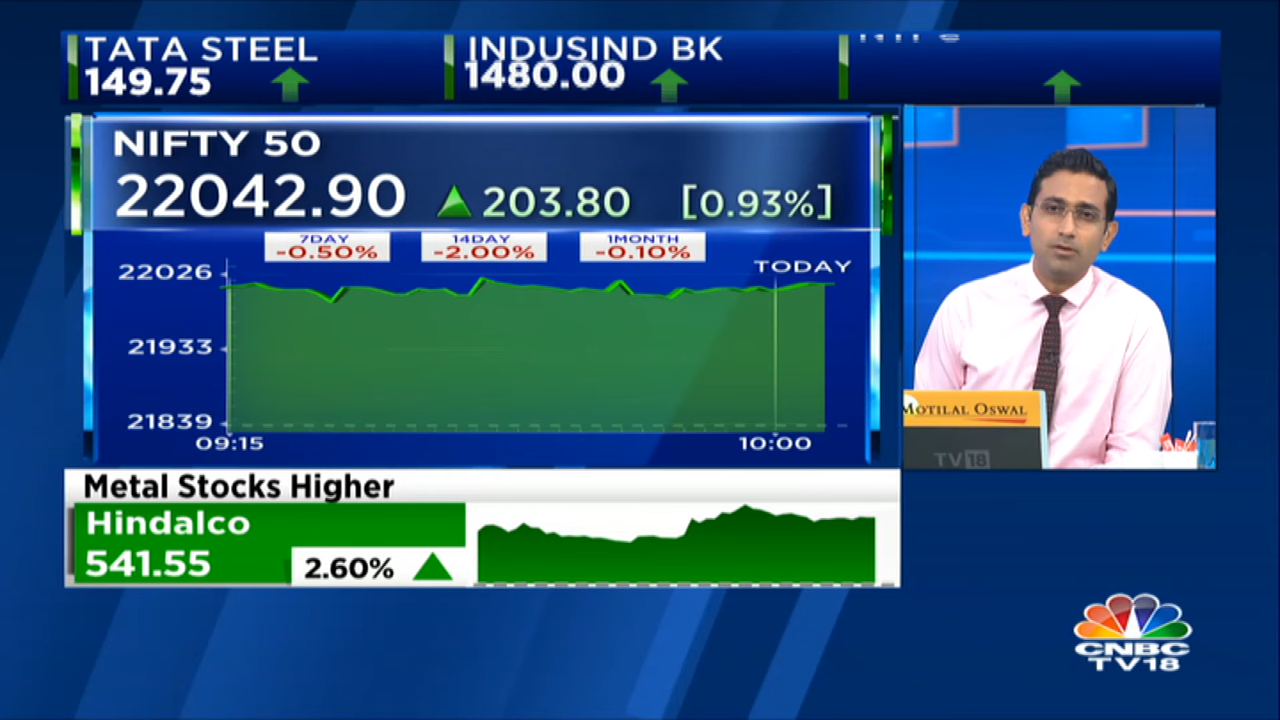 TATA STEEL
149.75
INDUSIND BK
1480.00
NIFTY 50
22042.90 203.80 [0.93%]
7DAY
-0.50%
14DAY
-2.00%
1MONTH
-0.10%
TODAY
22026
21933
21839
09:15
10:00
MOTILAL OSWAL
TV18
Metal Stocks Higher
Hindalco
541.55
2.60%
CNBC
TV18